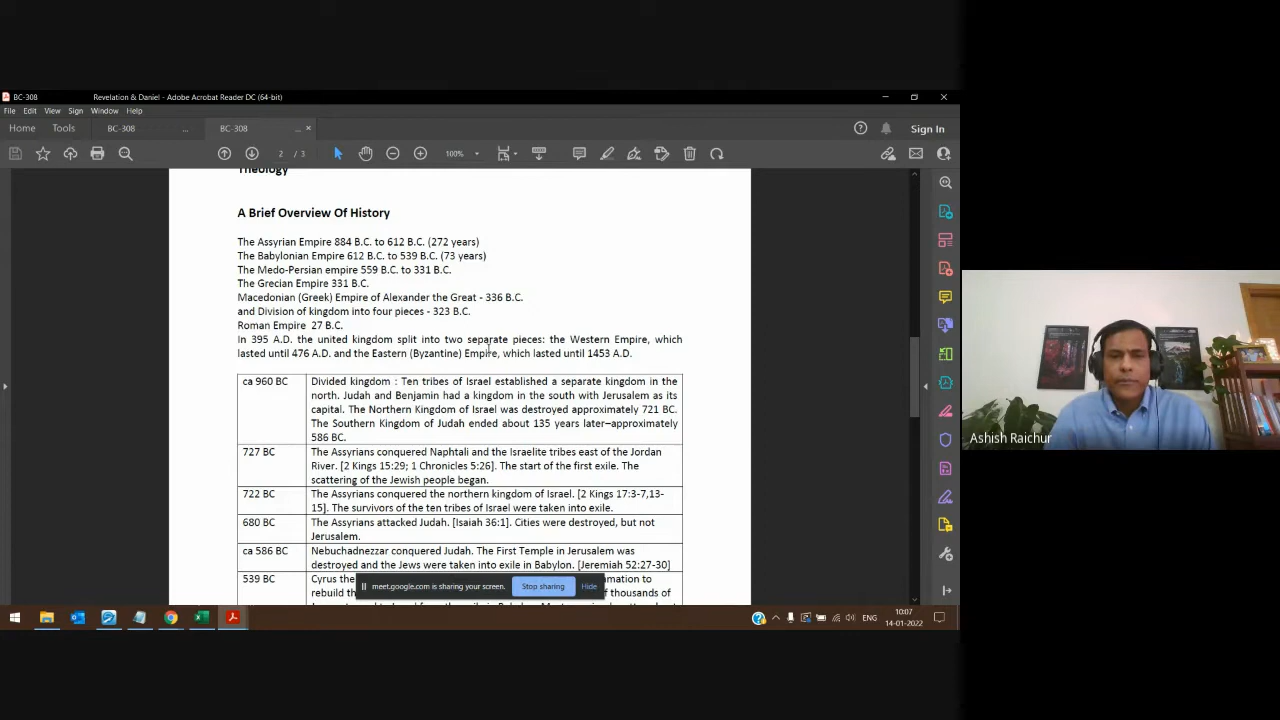 BC-308 Revelation & Daniel - Adobe Acrobat Reader DC (64-bit)
File Edit View Sign Window Help
Home Tools BC-308 ... BC-308 ... ×
Sign In
2 / 3 100%
Theology
A Brief Overview Of History
The Assyrian Empire 884 B.C. to 612 B.C. (272 years)
The Babylonian Empire 612 B.C. to 539 B.C. (73 years)
The Medo-Persian empire 559 B.C. to 331 B.C.
The Grecian Empire 331 B.C.
Macedonian (Greek) Empire of Alexander the Great - 336 B.C.
and Division of kingdom into four pieces - 323 B.C.
Roman Empire 27 B.C.
In 395 A.D. the united kingdom split into two separate pieces: the Western Empire, which
lasted until 476 A.D. and the Eastern (Byzantine) Empire, which lasted until 1453 A.D.
ca 960 BC Divided kingdom : Ten tribes of Israel established a separate kingdom in the
north. Judah and Benjamin had a kingdom in the south with Jerusalem as its
capital. The Northern Kingdom of Israel was destroyed approximately 721 BC.
The Southern Kingdom of Judah ended about 135 years later–approximately
586 BC.
727 BC The Assyrians conquered Naphtali and the Israelite tribes east of the Jordan
River. [2 Kings 15:29; 1 Chronicles 5:26]. The start of the first exile. The
scattering of the Jewish people began.
722 BC The Assyrians conquered the northern kingdom of Israel. [2 Kings 17:3-7,13-
15]. The survivors of the ten tribes of Israel were taken into exile.
680 BC The Assyrians attacked Judah. [Isaiah 36:1]. Cities were destroyed, but not
Jerusalem.
ca 586 BC Nebuchadnezzar conquered Judah. The First Temple in Jerusalem was
destroyed and the Jews were taken into exile in Babylon. [Jeremiah 52:27-30]
539 BC Cyrus the
rebuild th
of thousands of
meet.google.com is sharing your screen. Stop sharing Hide
ENG
10:07
14-01-2022
Ashish Raichur